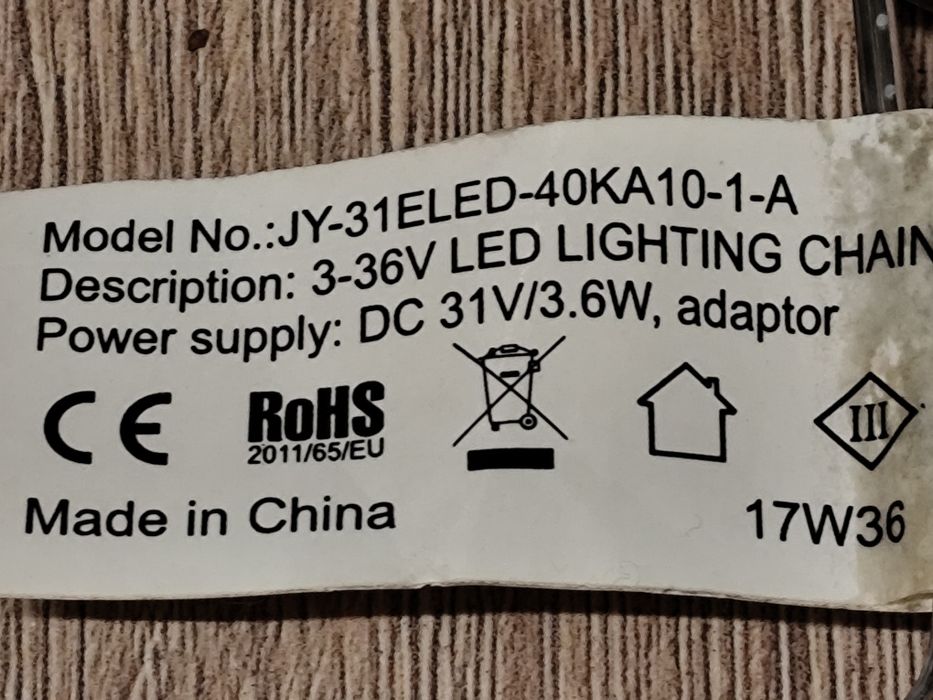 Model No.:JY-31ELED-40KA10-1-A
Description: 3-36V LED LIGHTING CHAIN
Power supply: DC 31V/3.6W, adaptor
CE RoHS III
2011/65/EU
Made in China 17W36